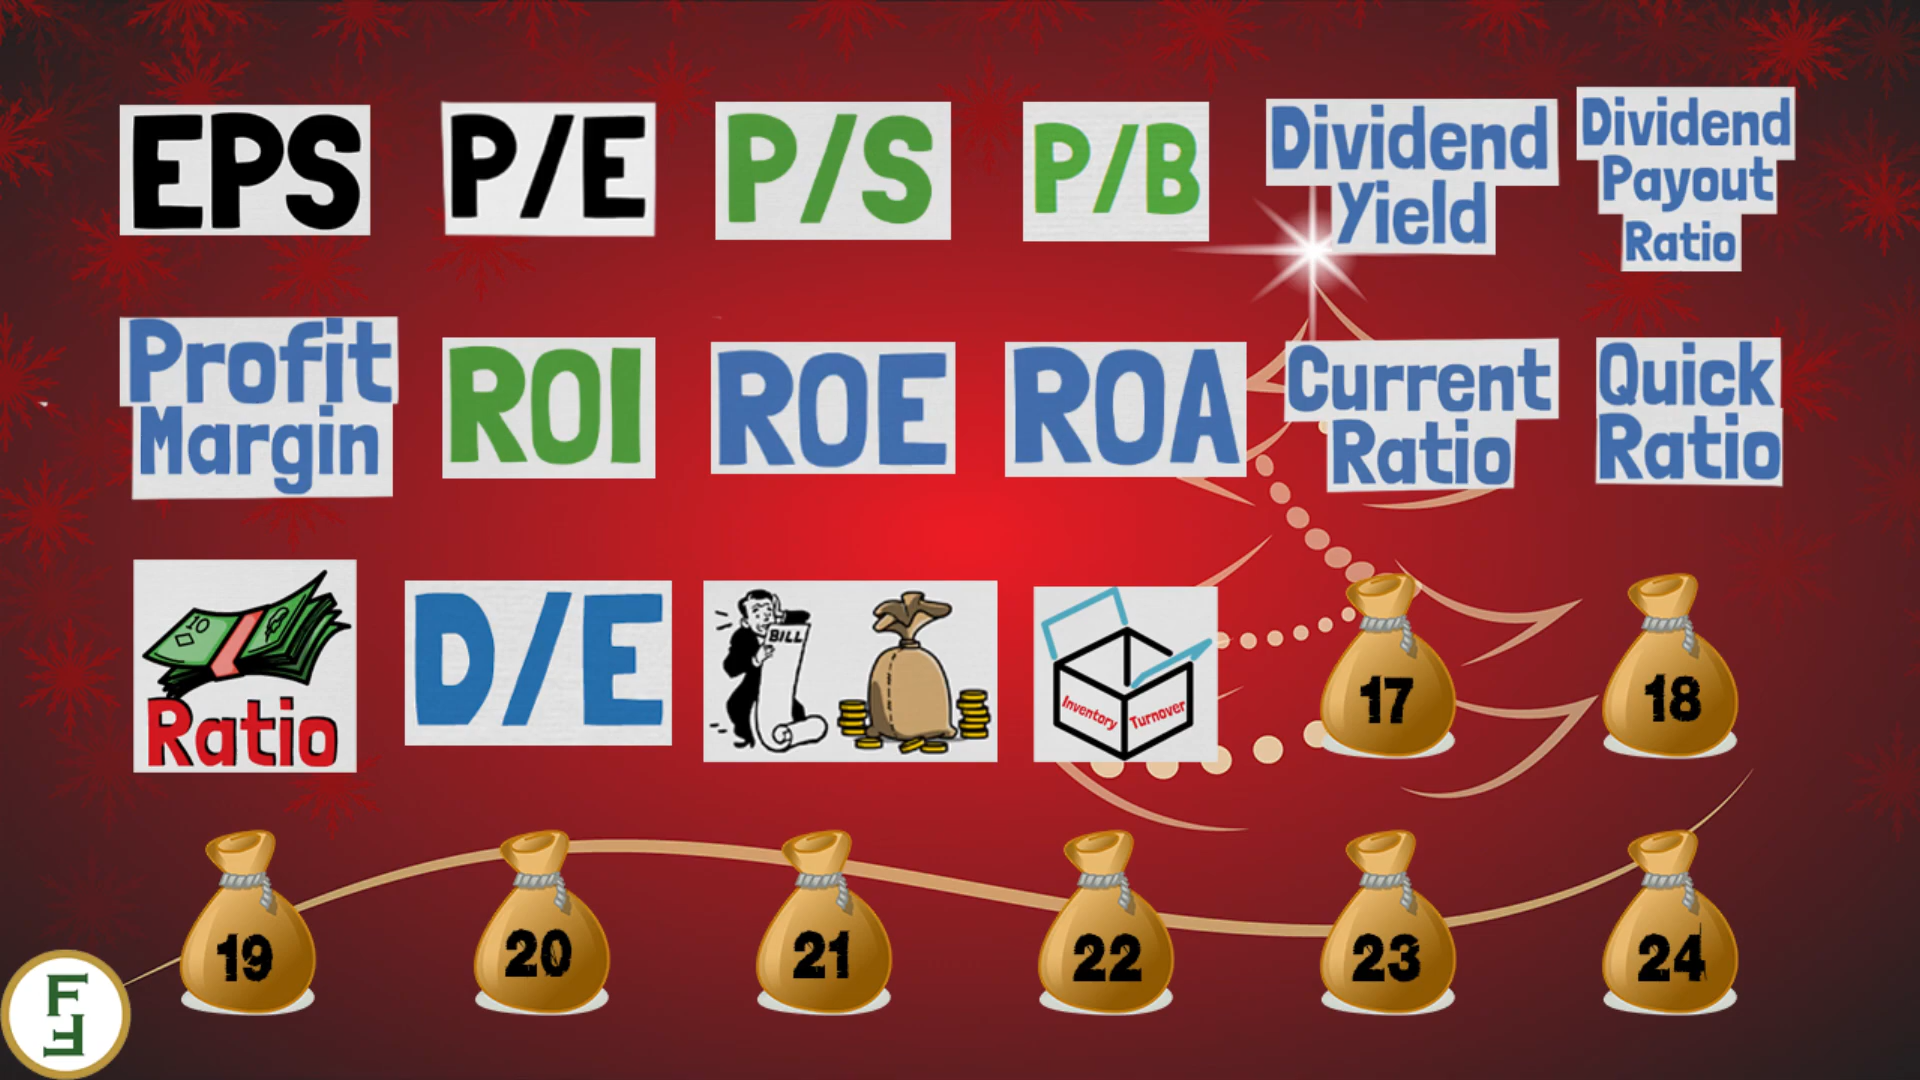 EPS
P/E
P/S
P/B
Dividend
Yield
Dividend
Payout
Ratio
Profit
Margin
ROI
ROE
ROA
Current
Ratio
Quick
Ratio
10
Ratio
D/E
BILL
Inventory
Turnover
17
18
19
20
21
22
23
24